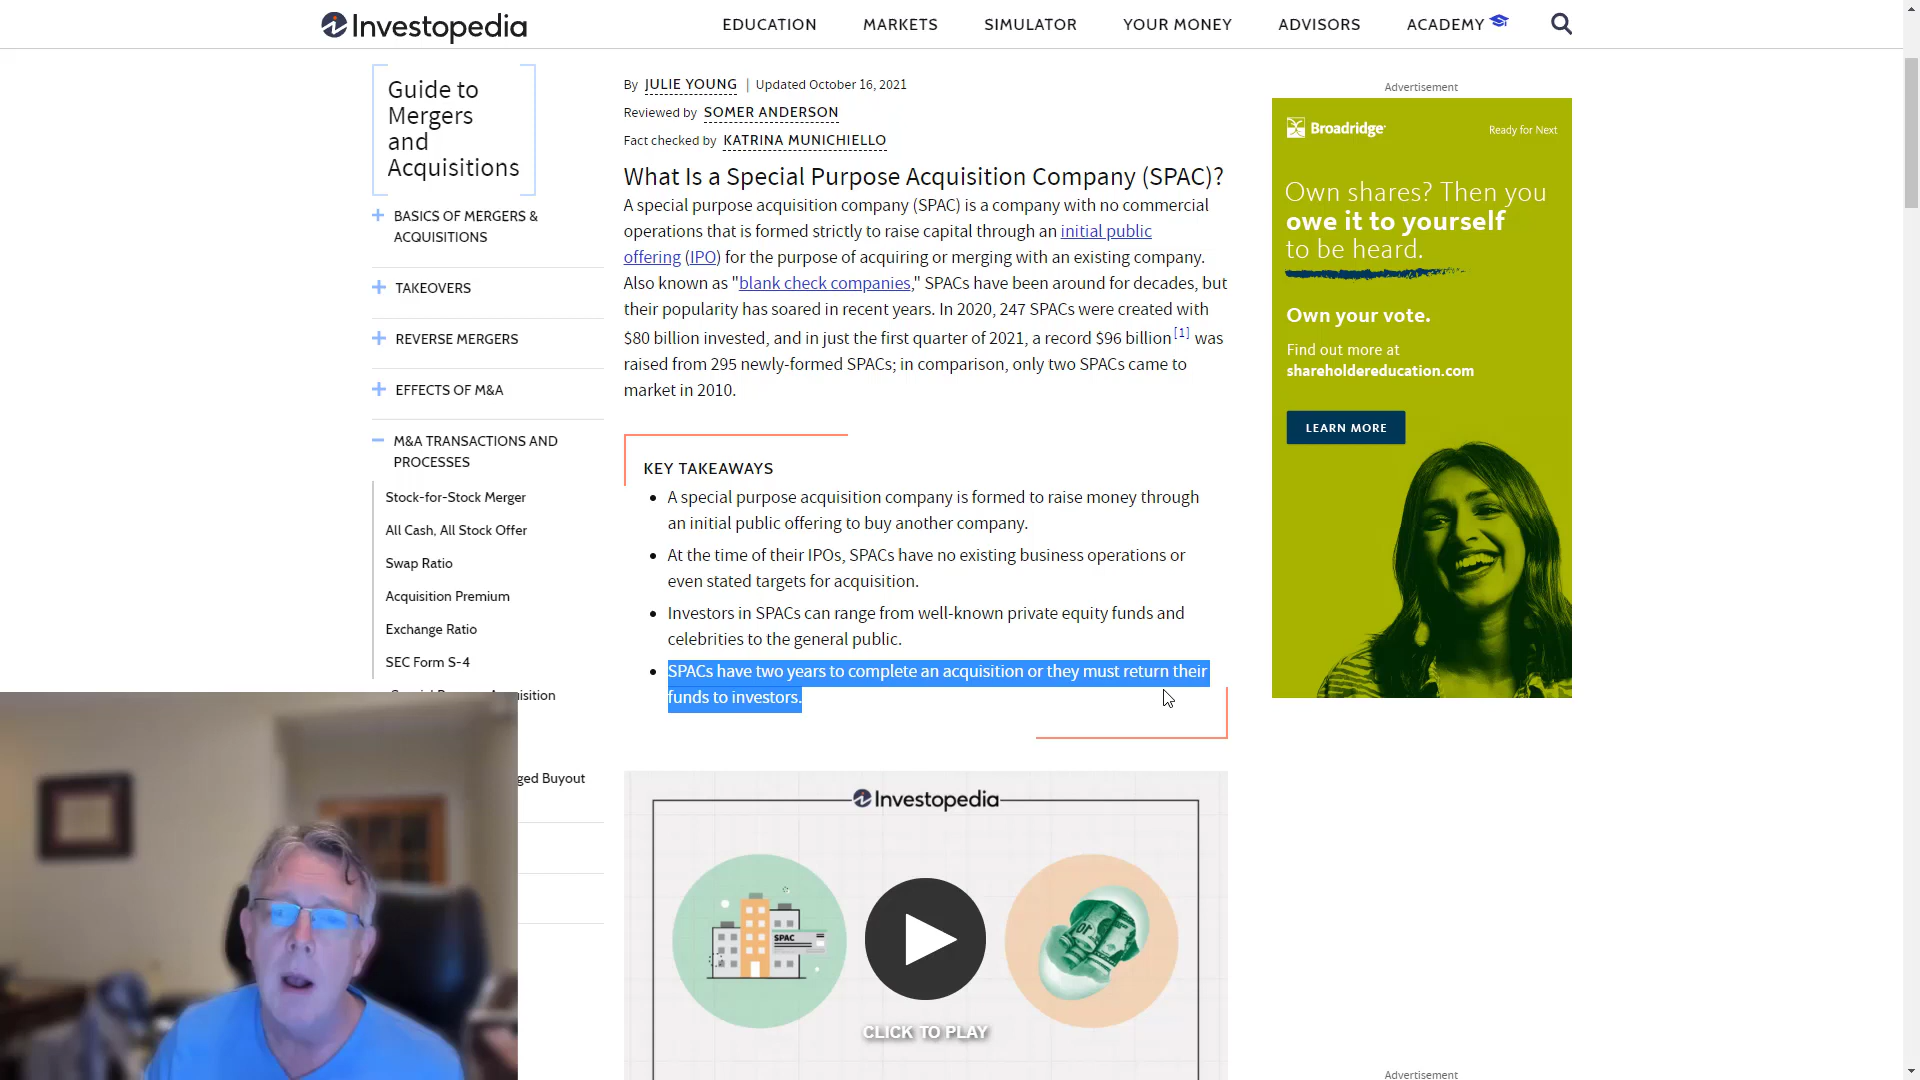 Investopedia
EDUCATION
MARKETS
SIMULATOR
YOUR MONEY
ADVISORS
ACADEMY
Guide to
Mergers
and
Acquisitions
+ BASICS OF MERGERS &
ACQUISITIONS
+ TAKEOVERS
+ REVERSE MERGERS
+ EFFECTS OF M&A
− M&A TRANSACTIONS AND
PROCESSES
Stock-for-Stock Merger
All Cash, All Stock Offer
Swap Ratio
Acquisition Premium
Exchange Ratio
SEC Form S-4
ged Buyout
By JULIE YOUNG | Updated October 16, 2021
Reviewed by SOMER ANDERSON
Fact checked by KATRINA MUNICHIELLO
What Is a Special Purpose Acquisition Company (SPAC)?
A special purpose acquisition company (SPAC) is a company with no commercial
operations that is formed strictly to raise capital through an initial public
offering (IPO) for the purpose of acquiring or merging with an existing company.
Also known as "blank check companies," SPACs have been around for decades, but
their popularity has soared in recent years. In 2020, 247 SPACs were created with
$80 billion invested, and in just the first quarter of 2021, a record $96 billion[1] was
raised from 295 newly-formed SPACs; in comparison, only two SPACs came to
market in 2010.
KEY TAKEAWAYS
• A special purpose acquisition company is formed to raise money through
an initial public offering to buy another company.
• At the time of their IPOs, SPACs have no existing business operations or
even stated targets for acquisition.
• Investors in SPACs can range from well-known private equity funds and
celebrities to the general public.
• SPACs have two years to complete an acquisition or they must return their
funds to investors.
Investopedia
SPAC
CLICK TO PLAY
Advertisement
Broadridge
Ready for Next
Own shares? Then you
owe it to yourself
to be heard.
Own your vote.
Find out more at
shareholdereducation.com
LEARN MORE
Advertisement